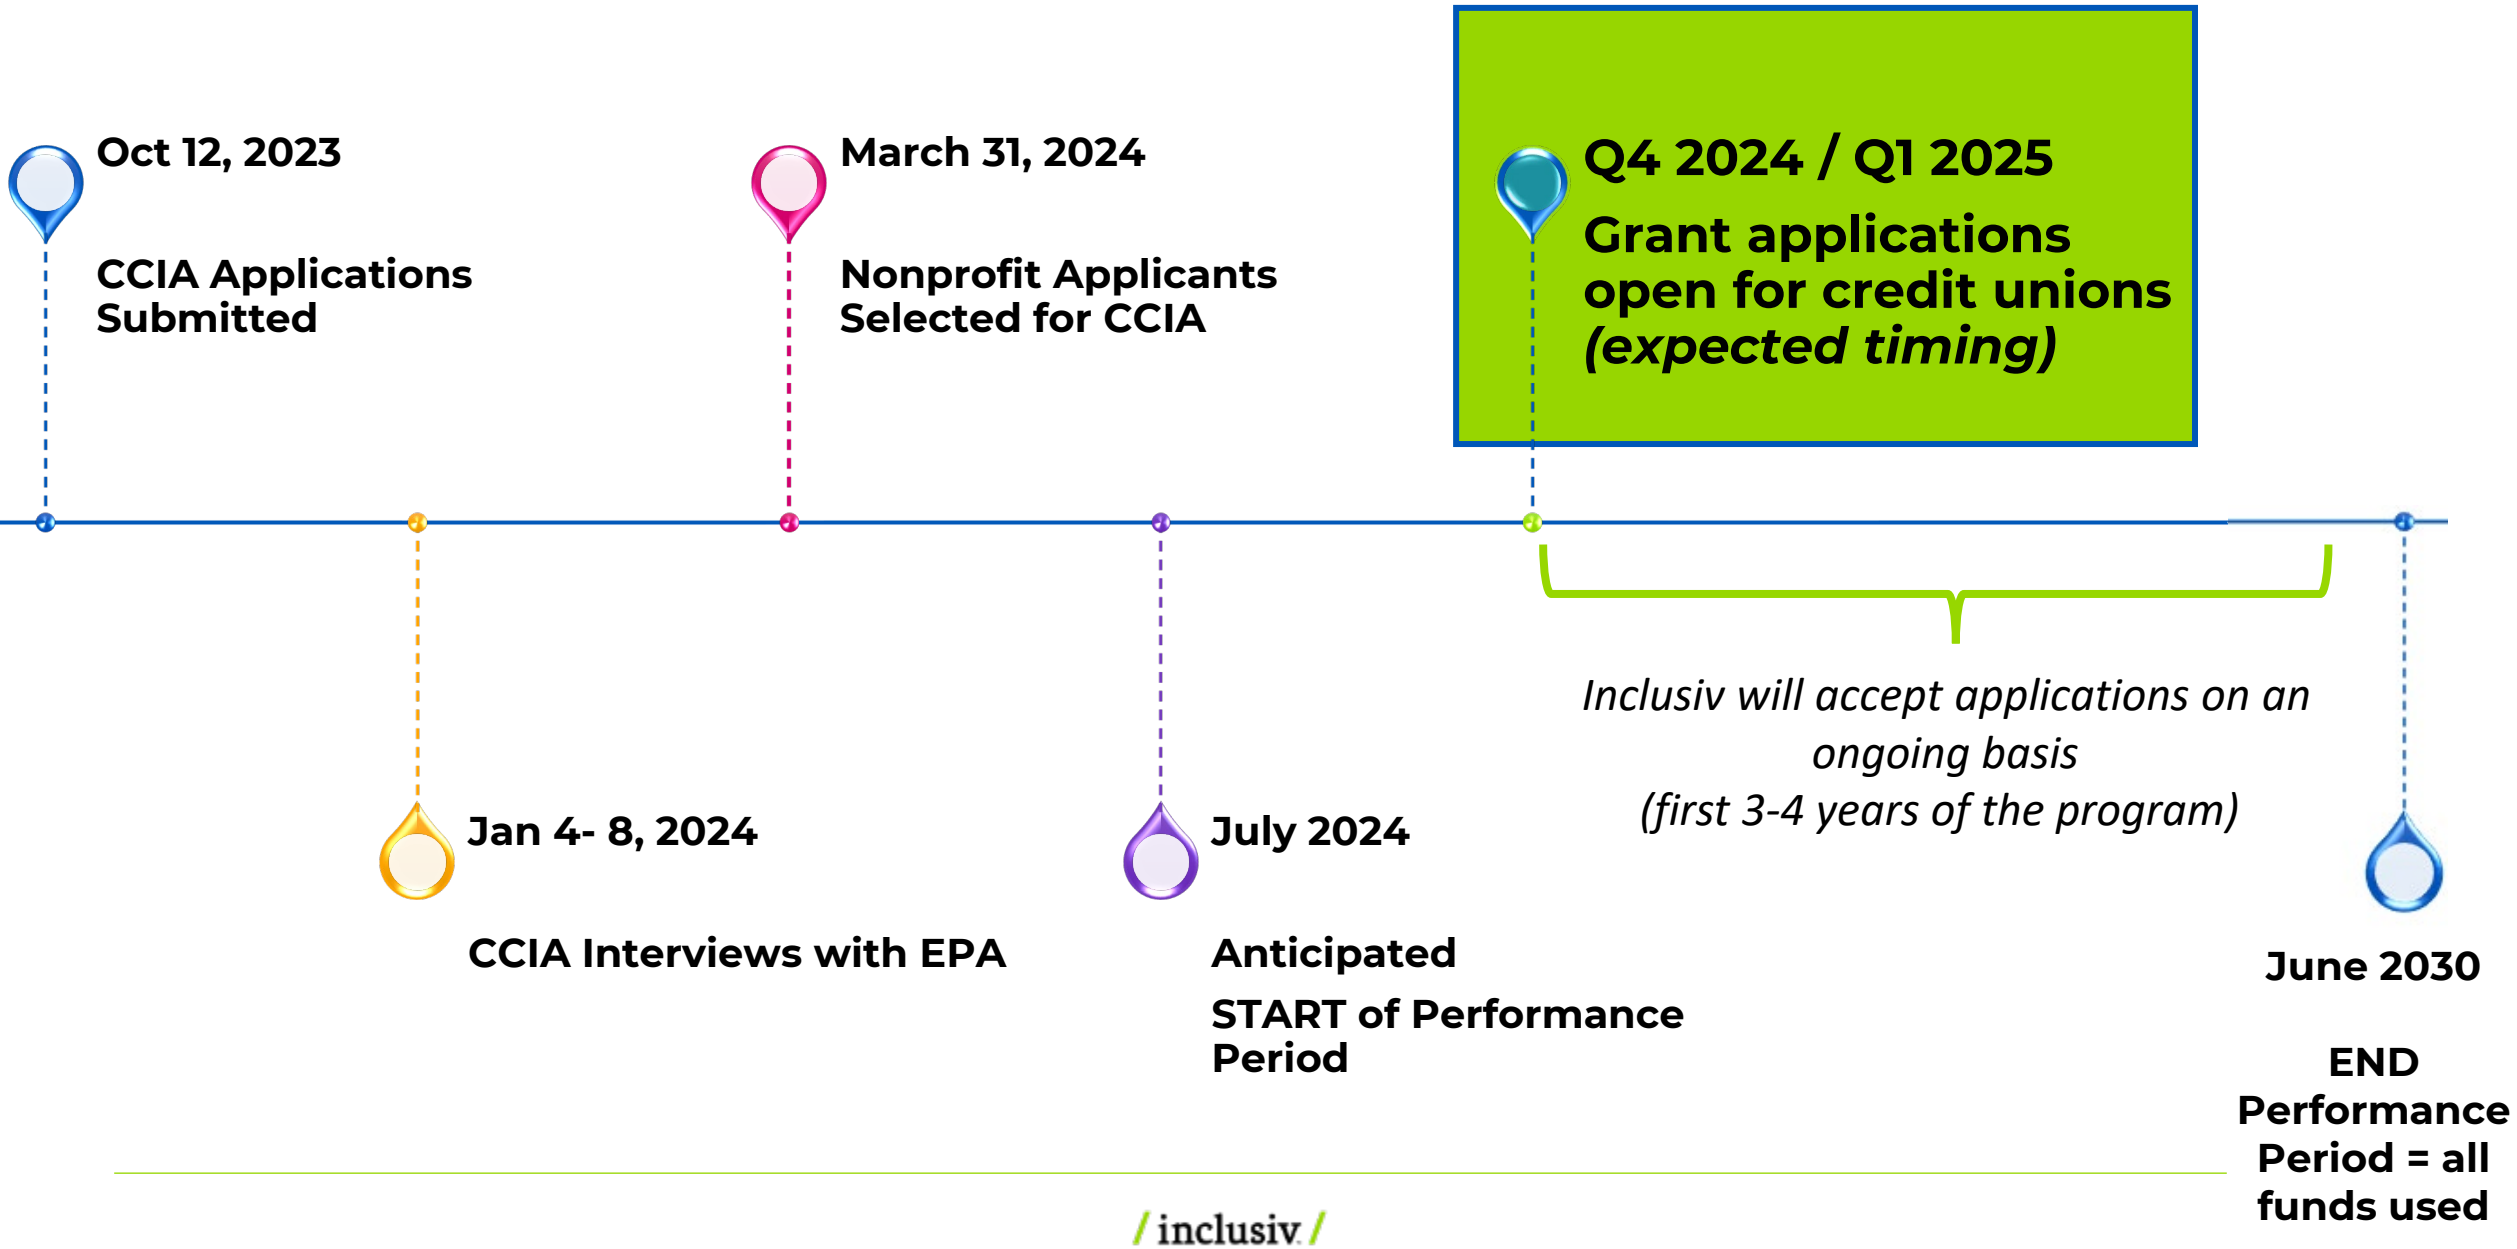 Oct 12, 2023
CCIA Applications
Submitted
Jan 4- 8, 2024
CCIA Interviews with EPA
March 31, 2024
Nonprofit Applicants
Selected for CCIA
July 2024
Anticipated
START of Performance
Period
Q4 2024 / Q1 2025
Grant applications
open for credit unions
(expected timing)
Inclusiv will accept applications on an
ongoing basis
(first 3-4 years of the program)
June 2030
END
Performance
Period = all
funds used
/ inclusiv /